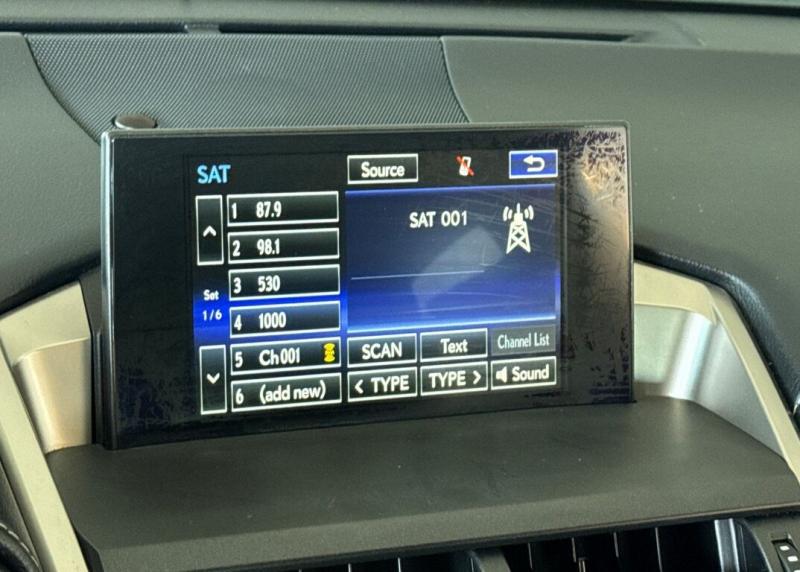 SAT
Source
1 87.9
SAT 001
2 98.1
3 530
Set
1/6
4 1000
5 Ch001
SCAN
Text
Channel List
6 (add new)
< TYPE
TYPE >
Sound